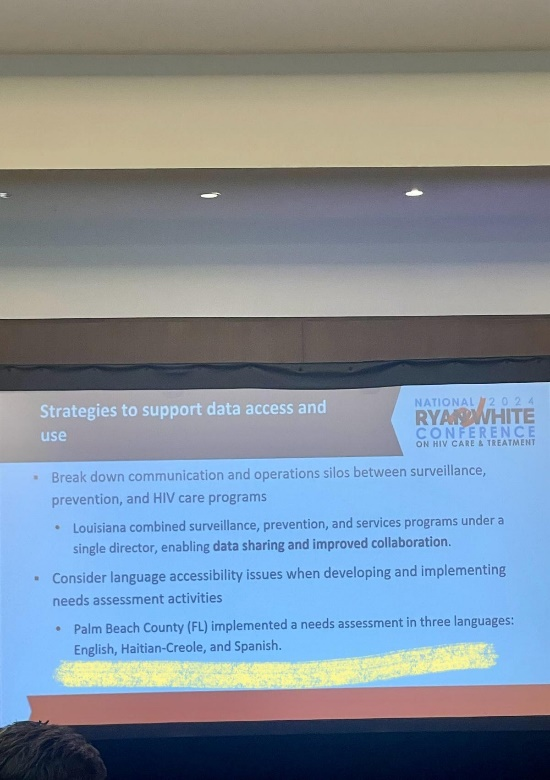 Strategies to support data access and
use
NATIONAL 2024
RYAN WHITE
CONFERENCE
ON HIV CARE & TREATMENT
▪ Break down communication and operations silos between surveillance,
prevention, and HIV care programs
• Louisiana combined surveillance, prevention, and services programs under a
single director, enabling data sharing and improved collaboration.
▪ Consider language accessibility issues when developing and implementing
needs assessment activities
• Palm Beach County (FL) implemented a needs assessment in three languages:
English, Haitian-Creole, and Spanish.